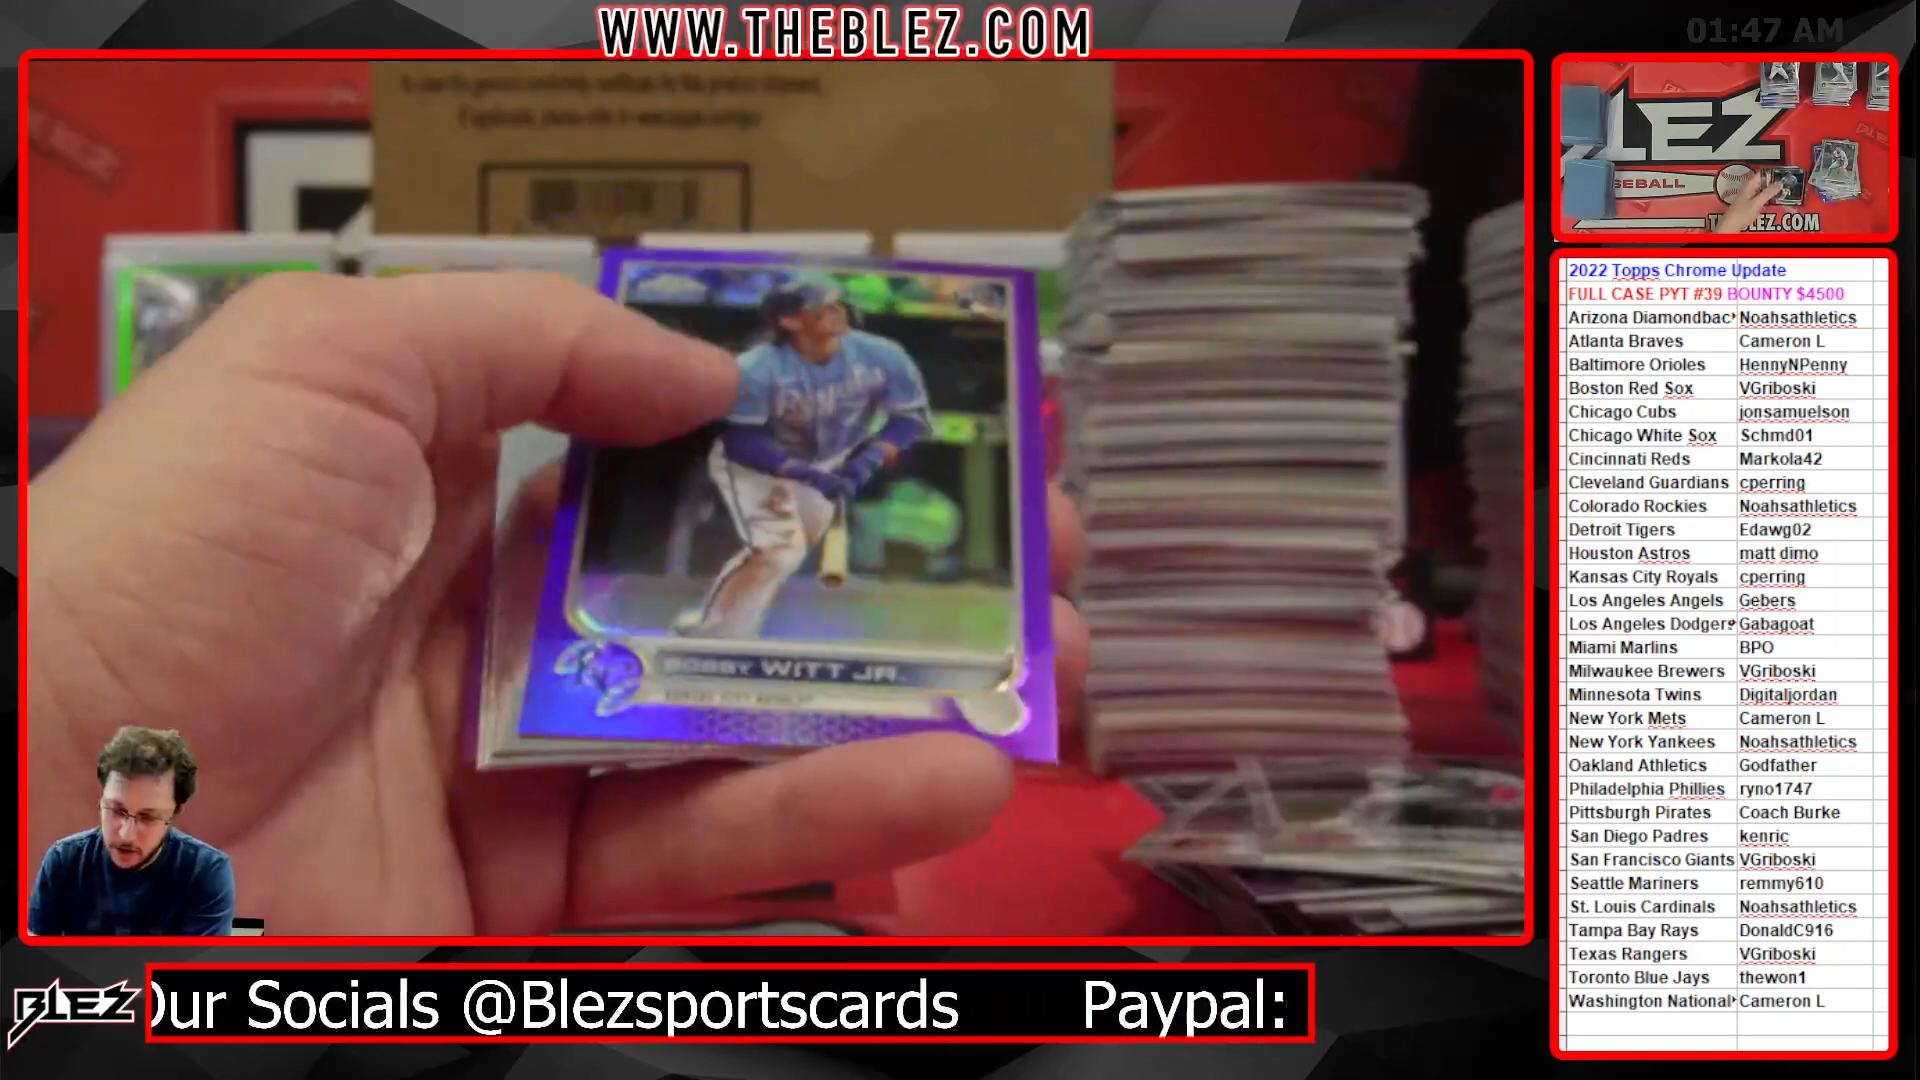 WWW.THEBLEZ.COM
01:47 AM
LEZ
SEBALL
BOBBY WITT JR.
2022 Topps Chrome Update
FULL CASE PYT #39 BOUNTY $4500
Arizona Diamondbac Noahsathletics
Atlanta Braves Cameron L
Baltimore Orioles HennyNPenny
Boston Red Sox VGriboski
Chicago Cubs jonsamuelson
Chicago White Sox Schmd01
Cincinnati Reds Markola42
Cleveland Guardians cperring
Colorado Rockies Noahsathletics
Detroit Tigers Edawg02
Houston Astros matt dimo
Kansas City Royals cperring
Los Angeles Angels Gebers
Los Angeles Dodgers Gabagoat
Miami Marlins BPO
Milwaukee Brewers VGriboski
Minnesota Twins Digitaljordan
New York Mets Cameron L
New York Yankees Noahsathletics
Oakland Athletics Godfather
Philadelphia Phillies ryno1747
Pittsburgh Pirates Coach Burke
San Diego Padres kenric
San Francisco Giants VGriboski
Seattle Mariners remmy610
St. Louis Cardinals Noahsathletics
Tampa Bay Rays DonaldC916
Texas Rangers VGriboski
Toronto Blue Jays thewon1
Washington National Cameron L
BLEZ
Our Socials @Blezsportscards Paypal: